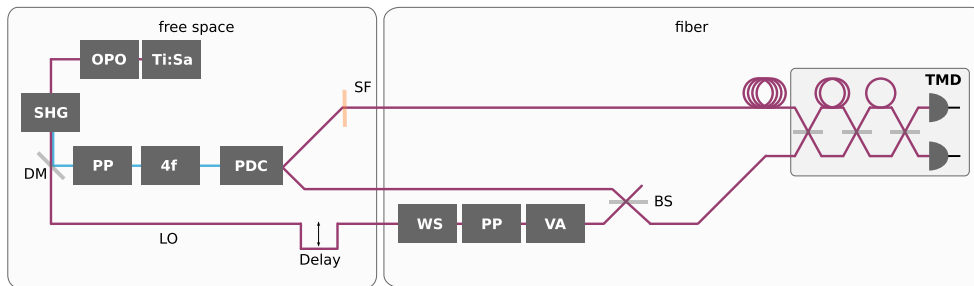 free space
fiber
OPO
Ti:Sa
SF
TMD
SHG
DM
PP
4f
PDC
BS
WS
PP
VA
LO
Delay